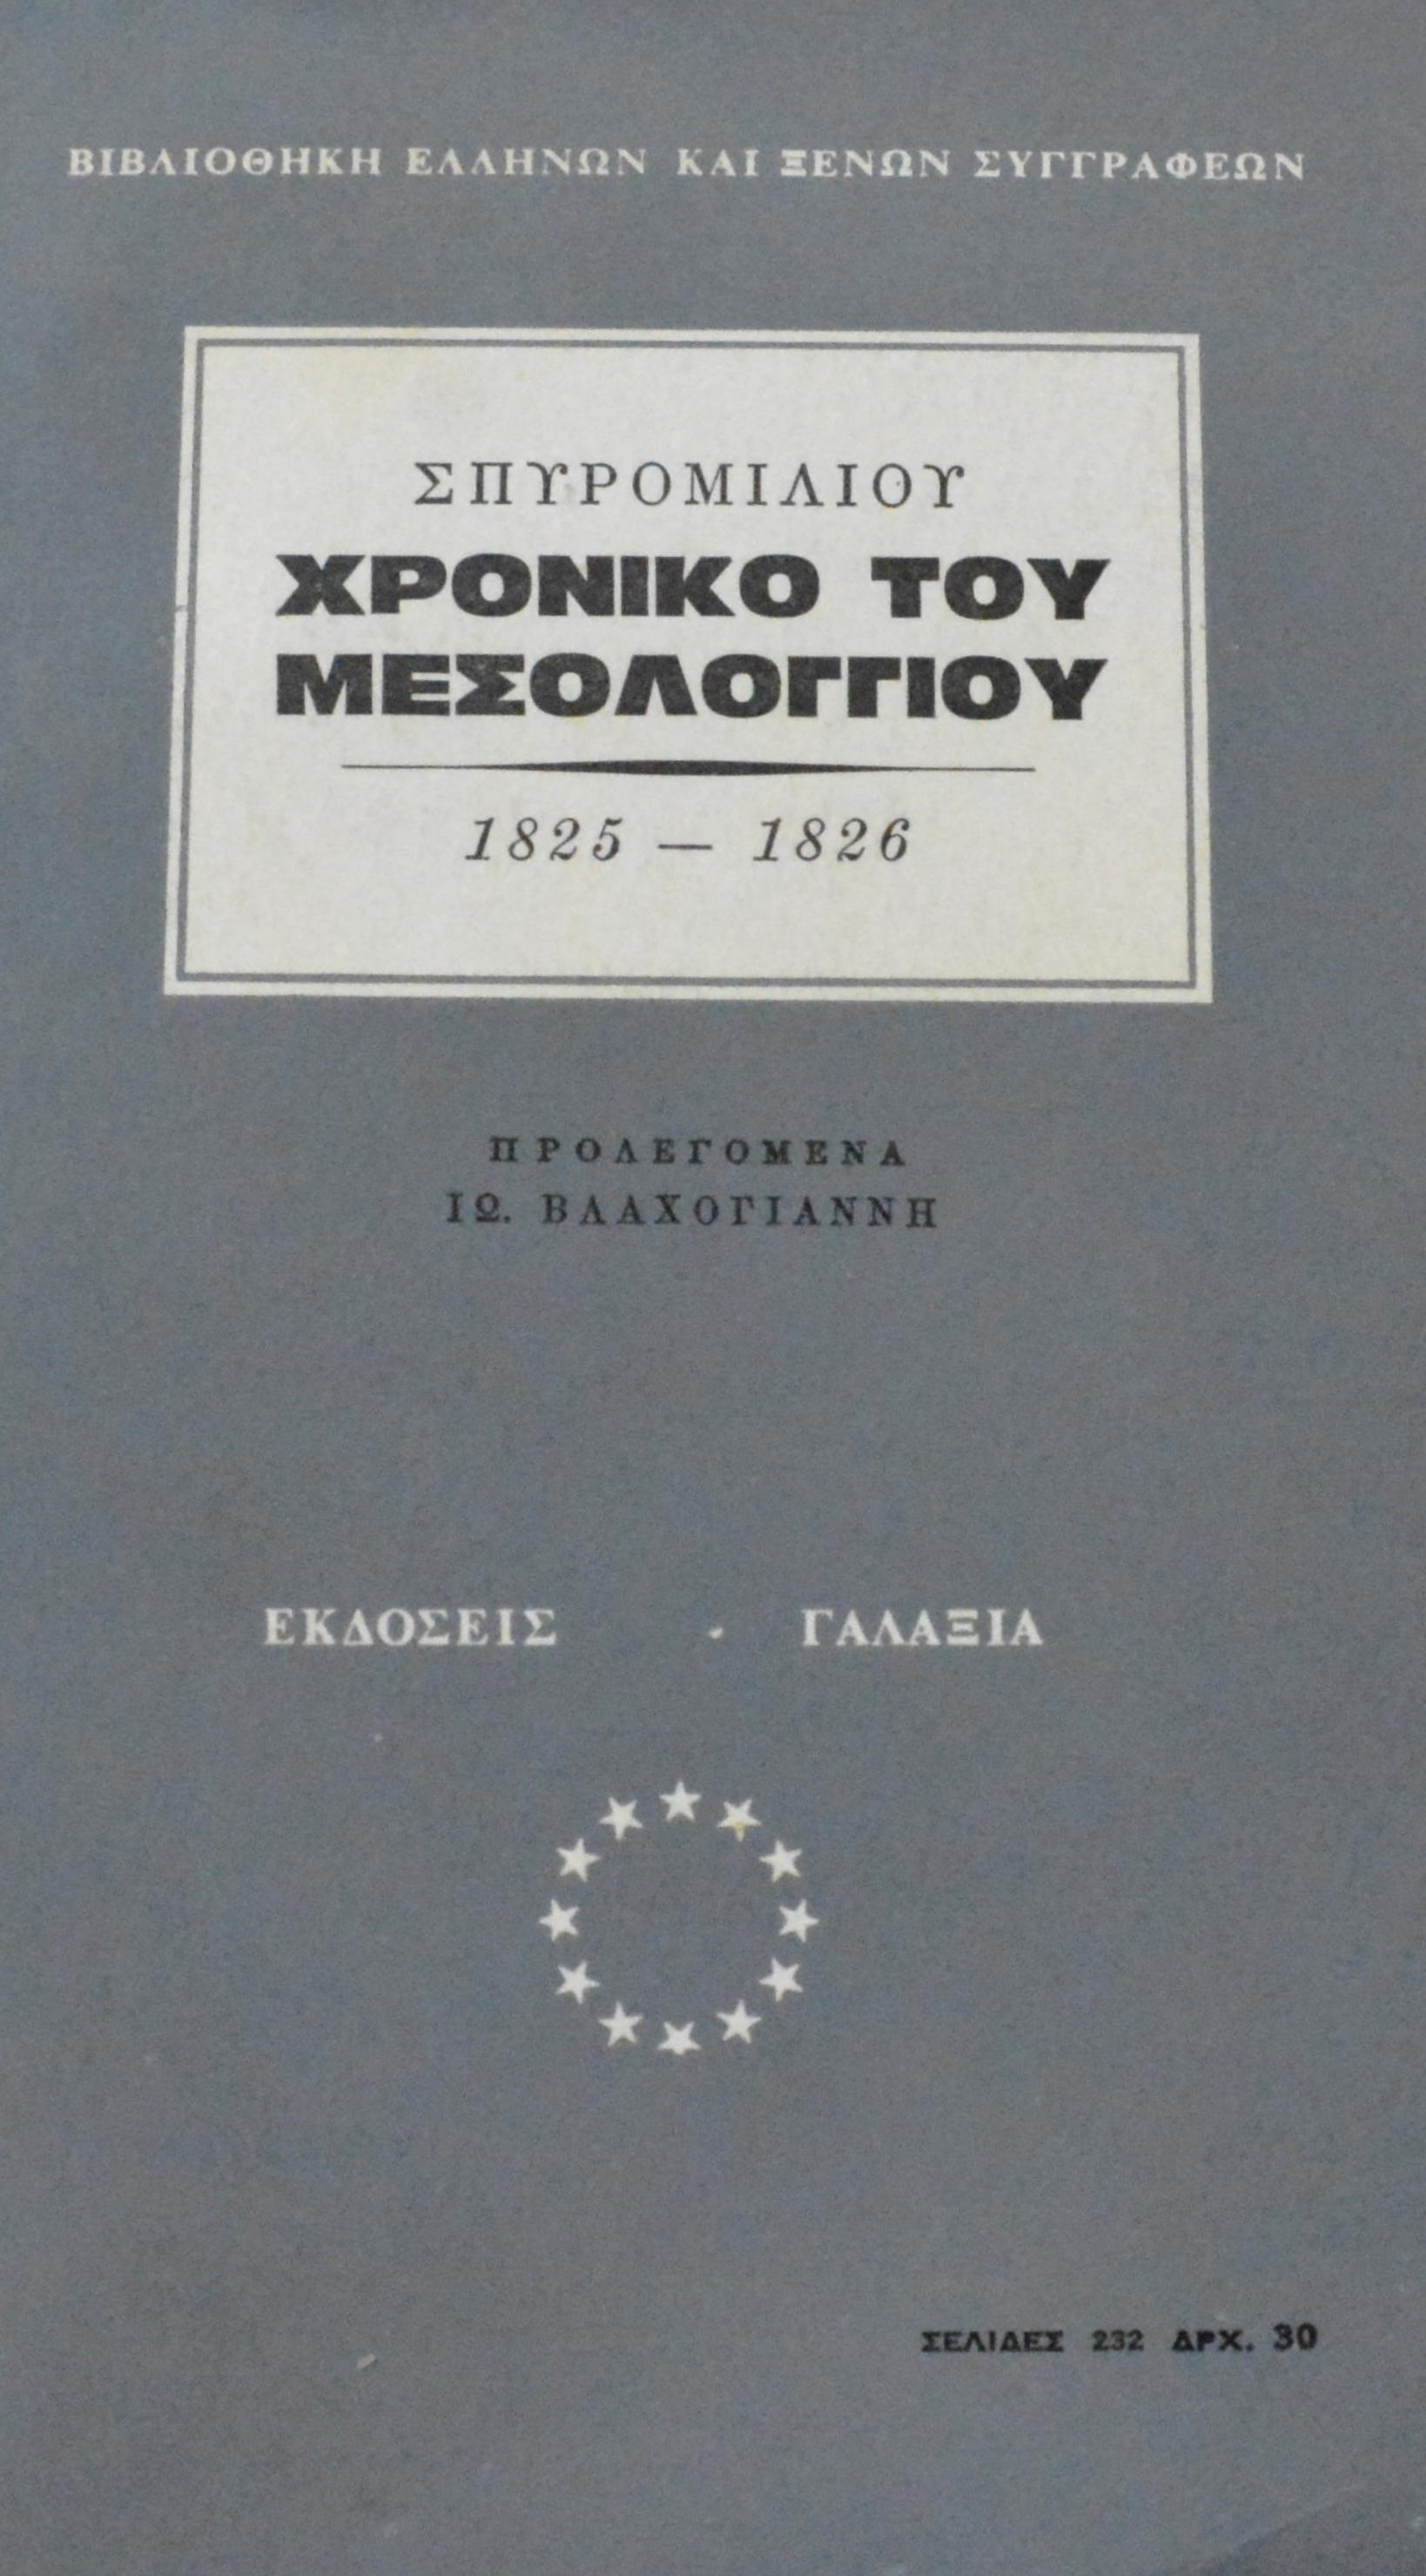 ΒΙΒΛΙΟΘΗΚΗ ΕΛΛΗΝΩΝ ΚΑΙ ΞΕΝΩΝ ΣΥΓΓΡΑΦΕΩΝ
ΣΠΥΡΟΜΙΛΙΟΥ
ΧΡΟΝΙΚΟ ΤΟΥ
ΜΕΣΟΛΟΓΓΙΟΥ
1825 — 1826
ΠΡΟΛΕΓΟΜΕΝΑ
ΙΩ. ΒΛΑΧΟΓΙΑΝΝΗ
ΕΚΔΟΣΕΙΣ · ΓΑΛΑΞΙΑ
ΣΕΛΙΔΕΣ 232 ΔΡΧ. 30